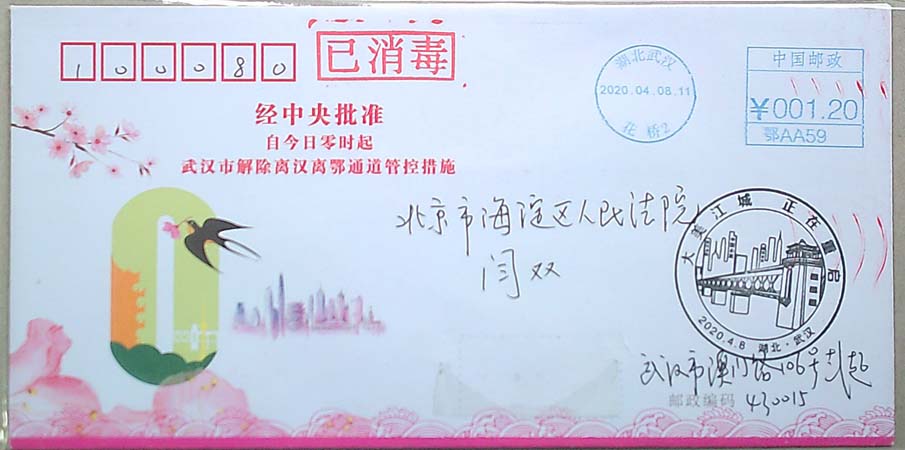 100080
已消毒
经中央批准
自今日零时起
武汉市解除离汉离鄂通道管控措施
湖北武汉
2020.04.08.11
花桥2
中国邮政
¥001.20
鄂AA59
北京市海淀区人民法院
闫双
大美江城 正在重启
2020.4.8 湖北·武汉
武汉市澳门路106号
邮政编码 430015